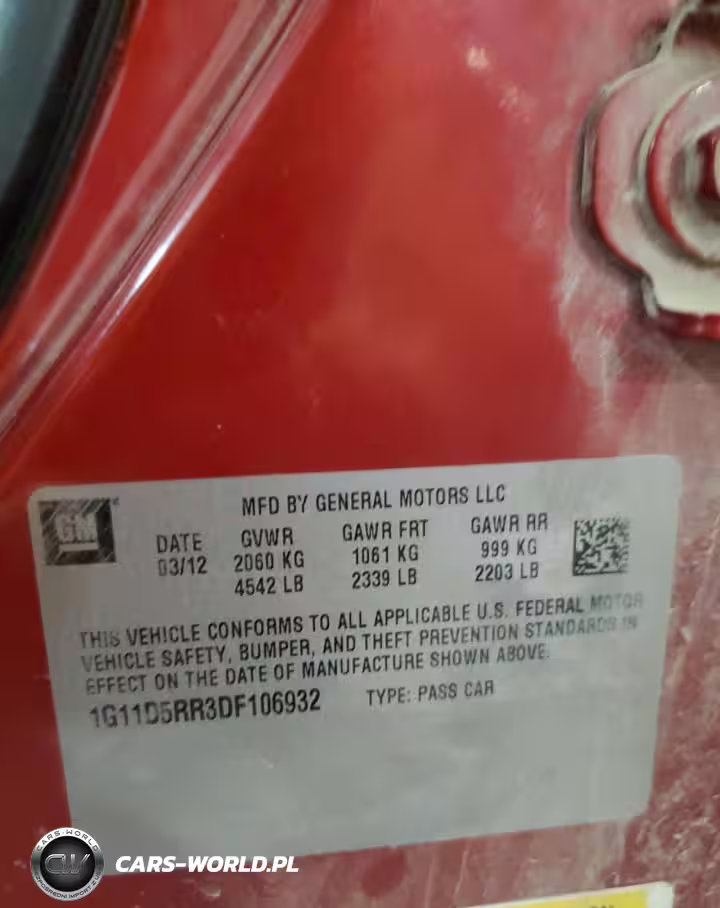 GM
MFD BY GENERAL MOTORS LLC
DATE GVWR GAWR FRT GAWR RR
03/12 2060 KG 1061 KG 999 KG
4542 LB 2339 LB 2203 LB
THIS VEHICLE CONFORMS TO ALL APPLICABLE U.S. FEDERAL MOTOR
VEHICLE SAFETY, BUMPER, AND THEFT PREVENTION STANDARDS IN
EFFECT ON THE DATE OF MANUFACTURE SHOWN ABOVE.
1G11D5RR3DF106932 TYPE: PASS CAR
CARS-WORLD
CW
CARS-WORLD.PL